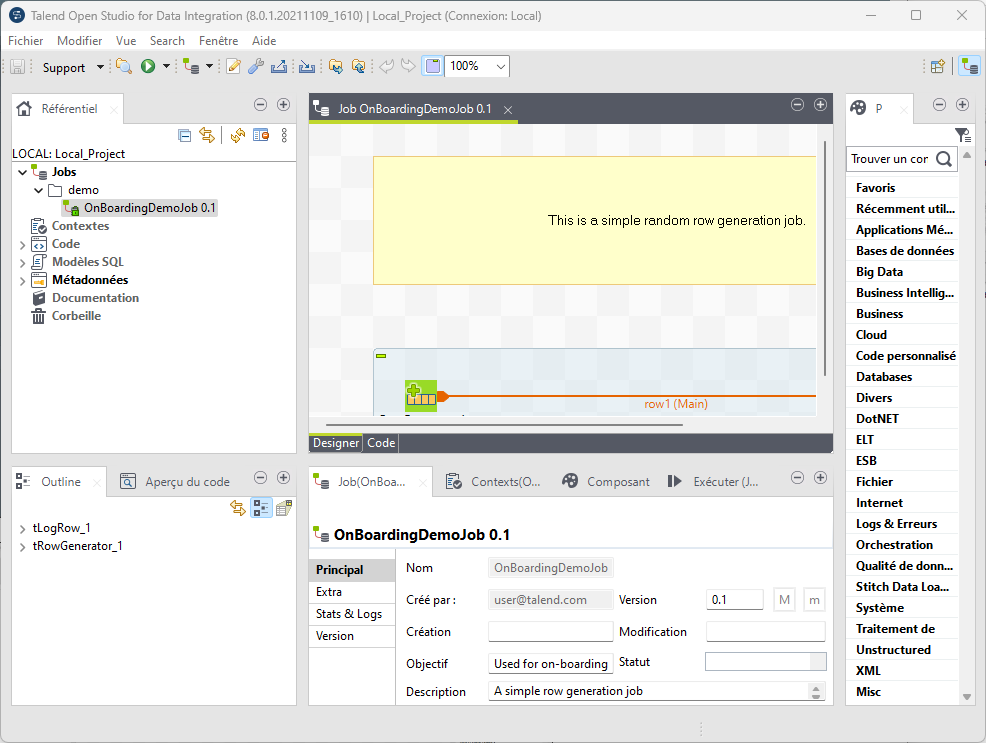 Talend Open Studio for Data Integration (8.0.1.20211109_1610) | Local_Project (Connexion: Local)
Fichier Modifier Vue Search Fenêtre Aide
Support 100%
Référentiel
LOCAL: Local_Project
Jobs
demo
OnBoardingDemoJob 0.1
Contextes
Code
Modèles SQL
Métadonnées
Documentation
Corbeille
Job OnBoardingDemoJob 0.1
This is a simple random row generation job.
row1 (Main)
Designer Code
P
Trouver un cor
Favoris
Récemment util...
Applications Mé...
Bases de données
Big Data
Business Intellig...
Business
Cloud
Code personnalisé
Databases
Divers
DotNET
ELT
ESB
Fichier
Internet
Logs & Erreurs
Orchestration
Qualité de donn...
Stitch Data Loa...
Système
Traitement de
Unstructured
XML
Misc
Outline Aperçu du code
tLogRow_1
tRowGenerator_1
Job(OnBoa... Contexts(O... Composant Exécuter (J...
OnBoardingDemoJob 0.1
Principal
Extra
Stats & Logs
Version
Nom OnBoardingDemoJob
Créé par : user@talend.com Version 0.1 M m
Création Modification
Objectif Used for on-boarding Statut
Description A simple row generation job